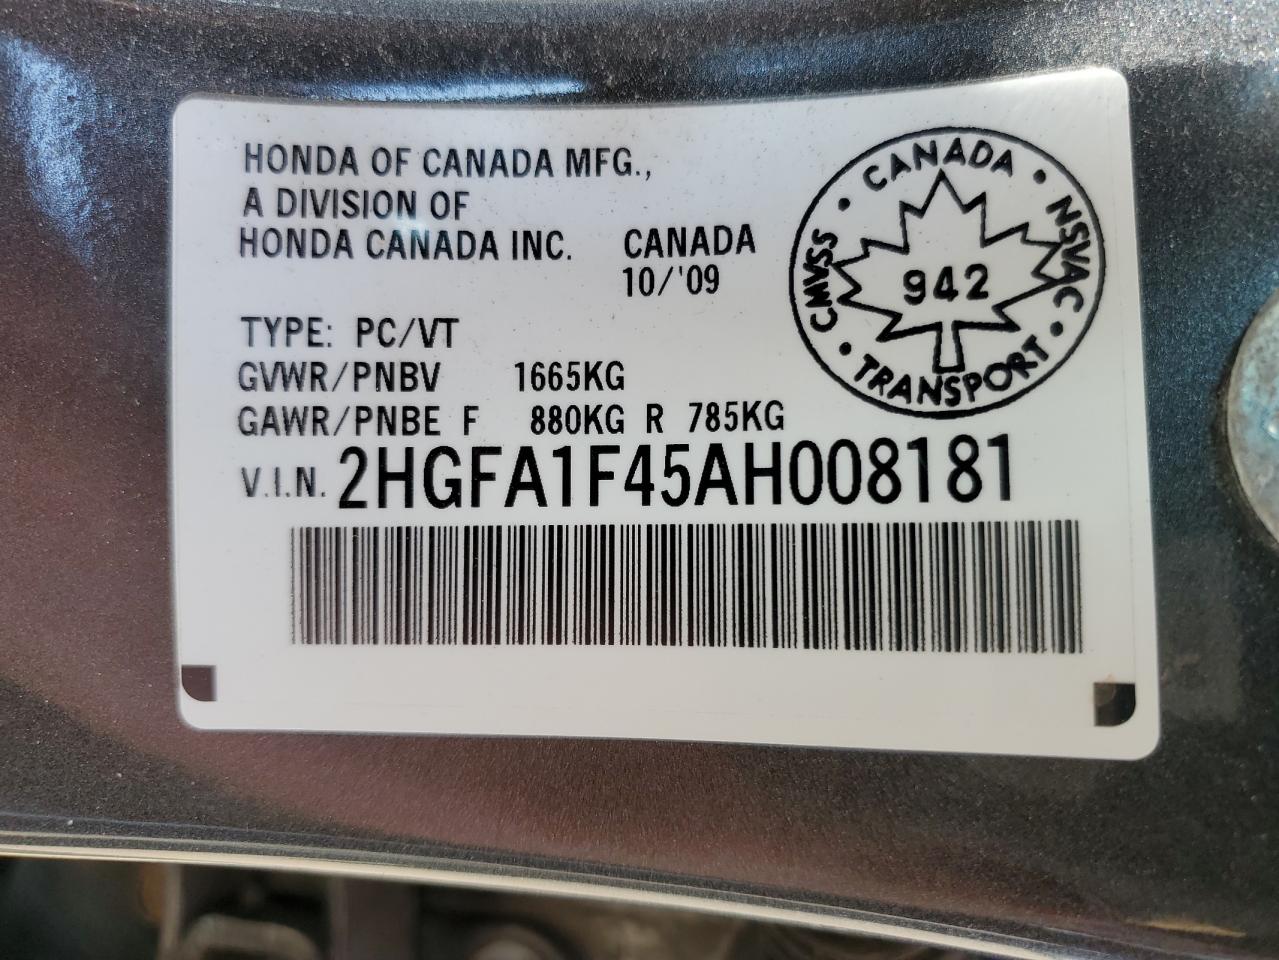 HONDA OF CANADA MFG.,
A DIVISION OF
HONDA CANADA INC. CANADA
10/'09
TYPE: PC/VT
GVWR/PNBV 1665KG
GAWR/PNBE F 880KG R 785KG
V.I.N. 2HGFA1F45AH008181
CANADA • NSVAC • TRANSPORT • CMVSS •
942